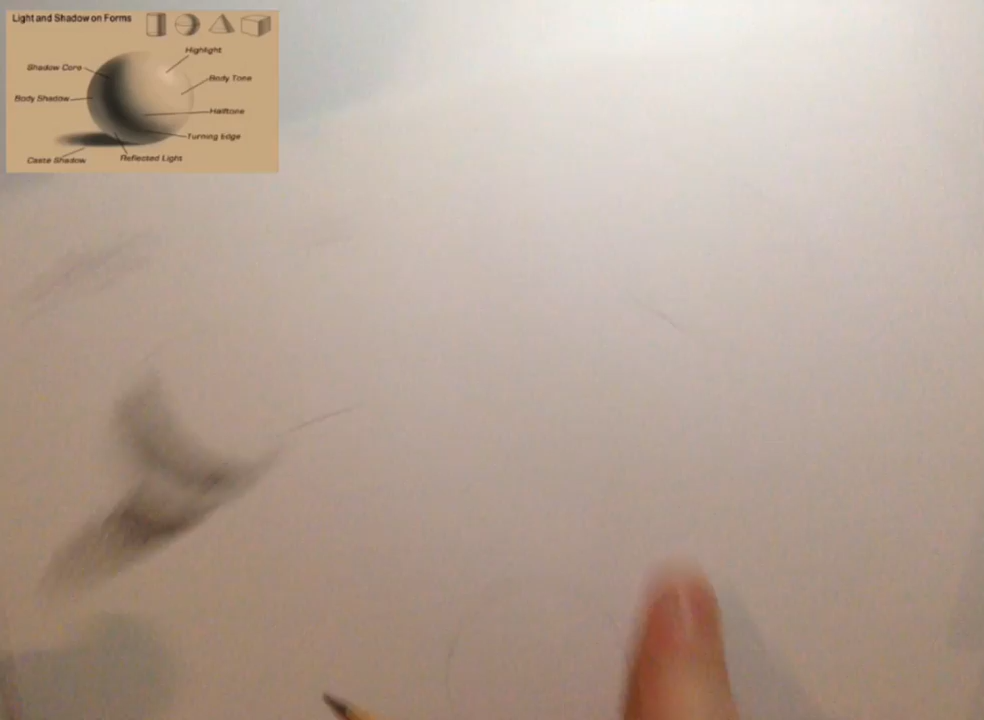 Light and Shadow on Forms
Highlight
Shadow Core
Body Tone
Body Shadow
Halftone
Turning Edge
Caste Shadow
Reflected Light